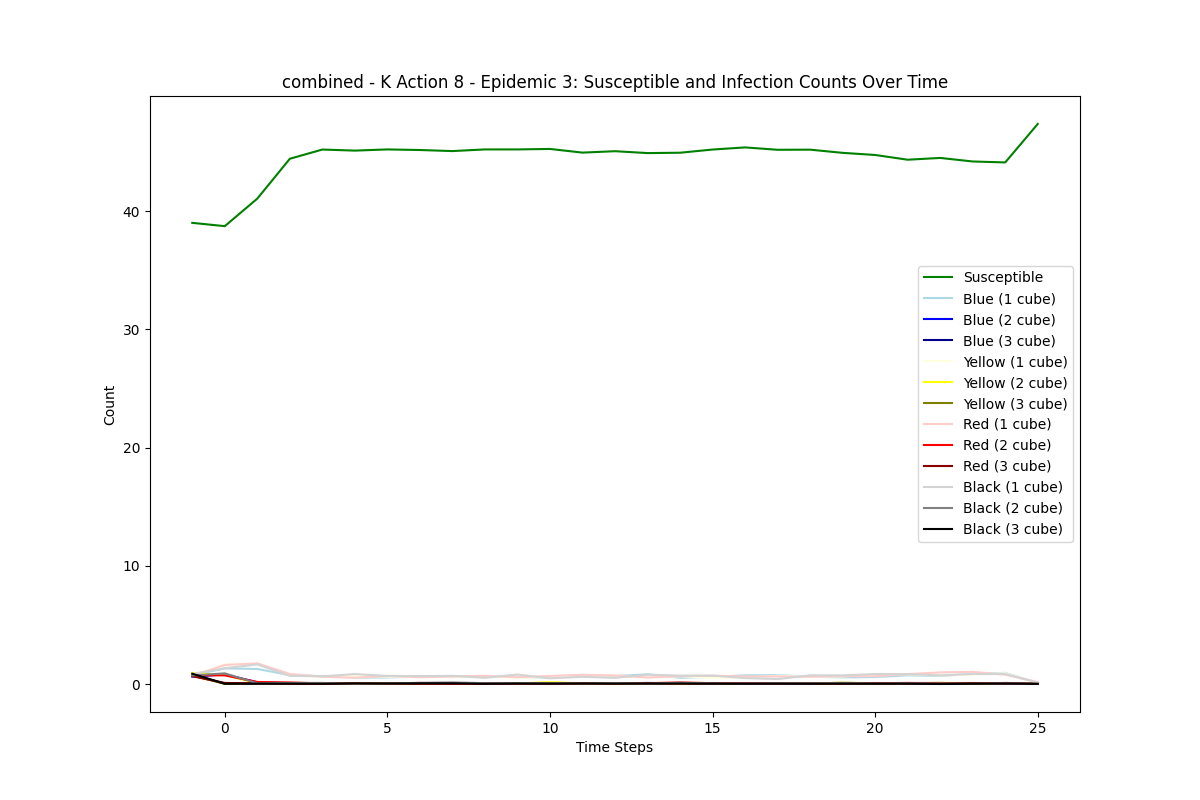 combined - K Action 8 - Epidemic 3: Susceptible and Infection Counts Over Time
Count
40
30
20
10
0
Susceptible
Blue (1 cube)
Blue (2 cube)
Blue (3 cube)
Yellow (1 cube)
Yellow (2 cube)
Yellow (3 cube)
Red (1 cube)
Red (2 cube)
Red (3 cube)
Black (1 cube)
Black (2 cube)
Black (3 cube)
0 5 10 15 20 25
Time Steps